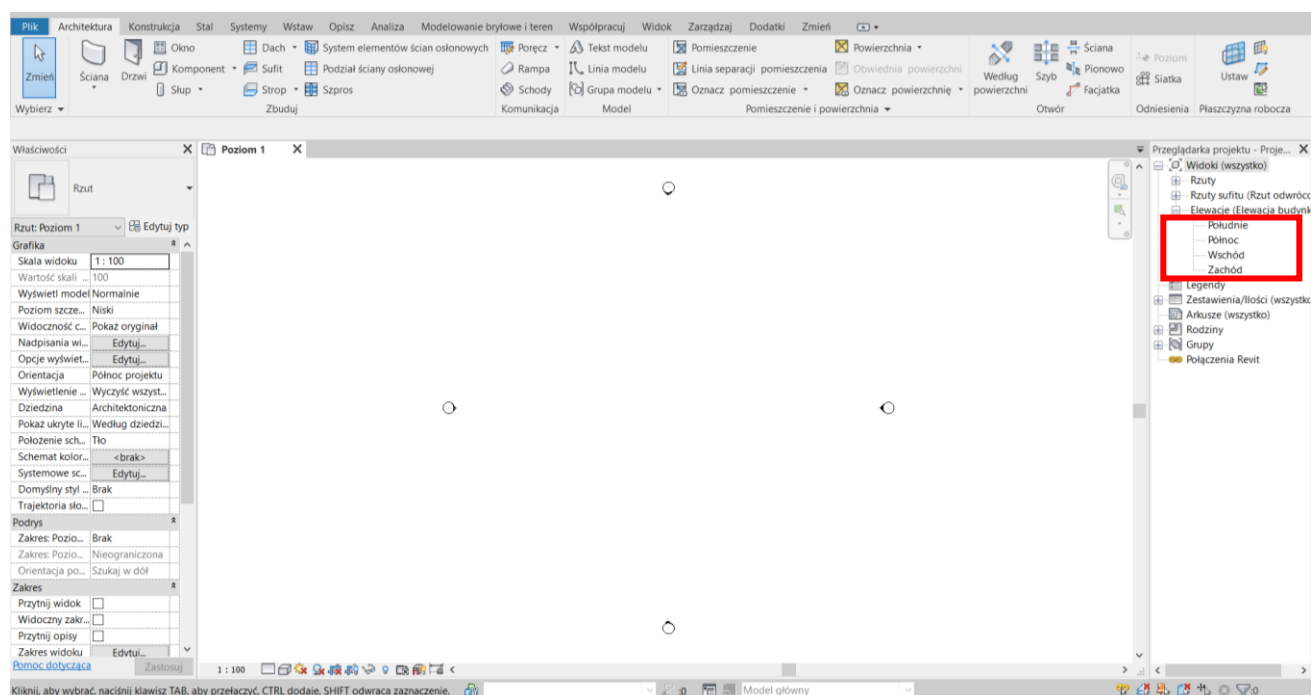 Plik Architektura Konstrukcja Stal Systemy Wstaw Opisz Analiza Modelowanie bryłowe i teren Współpracuj Widok Zarządzaj Dodatki Zmień
Okno Dach System elementów ścian osłonowych Poręcz Tekst modelu Pomieszczenie Powierzchnia Ściana
Komponent Sufit Podział ściany osłonowej Rampa Linia modelu Linia separacji pomieszczenia Obwiednia powierzchni Pionowo Poziom
Zmień Ściana Drzwi Według powierzchni Szyb Siatka Ustaw
Słup Strop Szpros Schody Grupa modelu Oznacz pomieszczenie Oznacz powierzchnię Facjatka
Wybierz Zbuduj Komunikacja Model Pomieszczenie i powierzchnia Otwór Odniesienia Płaszczyzna robocza
Właściwości X Poziom 1 X Przeglądarka projektu - Proje... X
Widoki (wszystko)
Rzut Rzuty
Rzuty sufitu (Rzut odwróco
Elewacje (Elewacja budynk
Rzut: Poziom 1 Edytuj typ Południe
Grafika Północ
Skala widoku 1 : 100 Wschód
Wartość skali ... 100 Zachód
Wyświetl model Normalnie Legendy
Poziom szcze... Niski Zestawienia/Ilości (wszystko
Widoczność c... Pokaż oryginał Arkusze (wszystko)
Nadpisania wi... Edytuj... Rodziny
Opcje wyświet... Edytuj... Grupy
Orientacja Północ projektu Połączenia Revit
Wyświetlenie ... Wyczyść wszyst...
Dziedzina Architektoniczna
Pokaż ukryte li... Według dziedzi...
Położenie sch... Tło
Schemat kolor... <brak>
Systemowe sc... Edytuj...
Domyślny styl ... Brak
Trajektoria sło...
Podrys
Zakres: Pozio... Brak
Zakres: Pozio... Nieograniczona
Orientacja po... Szukaj w dół
Zakres
Przytnij widok
Widoczny zakr...
Przytnij opisy
Zakres widoku Edytuj...
Pomoc dotycząca Zastosuj 1 : 100
Kliknij, aby wybrać, naciśnij klawisz TAB, aby przełączyć, CTRL dodaje, SHIFT odwraca zaznaczenie. :0 Model główny :0